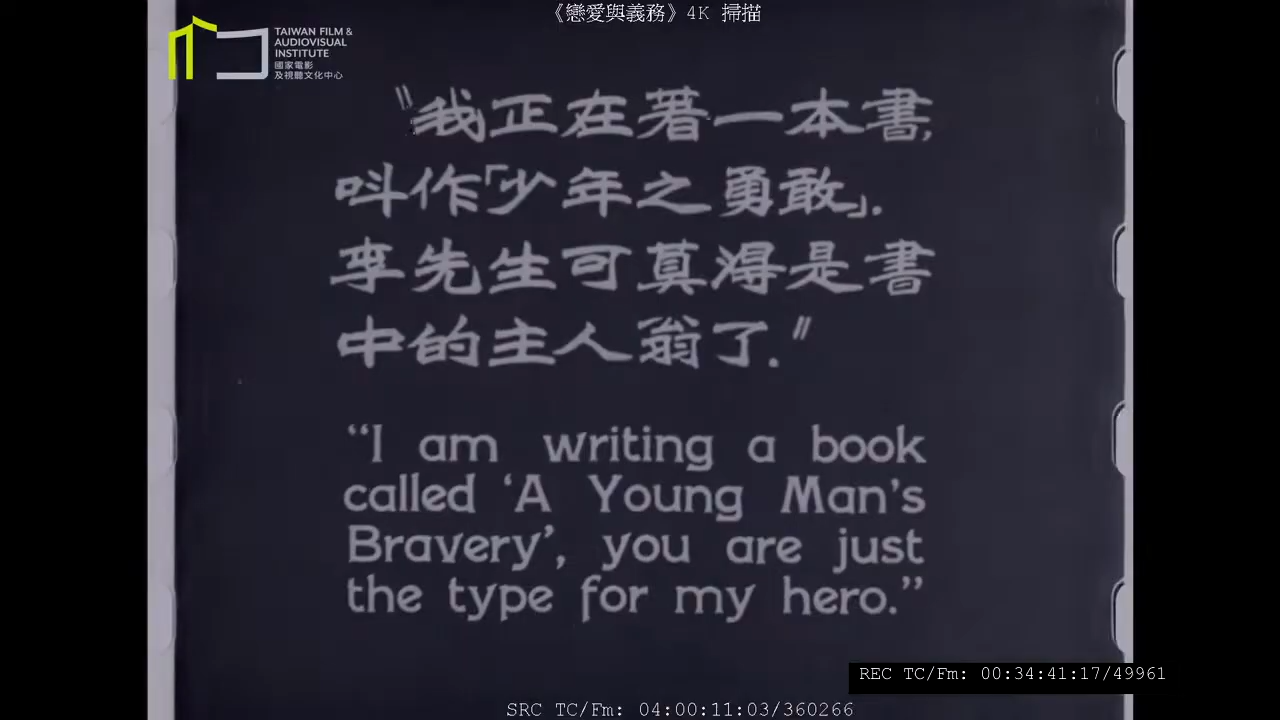 《戀愛與義務》4K 掃描
TAIWAN FILM &
AUDIOVISUAL
INSTITUTE
國家電影
及視聽文化中心
"我正在著一本書,
呌作「少年之勇敢」.
李先生可算得是書
中的主人翁了."
“I am writing a book
called ‘A Young Man’s
Bravery’, you are just
the type for my hero.”
REC TC/Fm: 00:34:41:17/49961
SRC TC/Fm: 04:00:11:03/360266